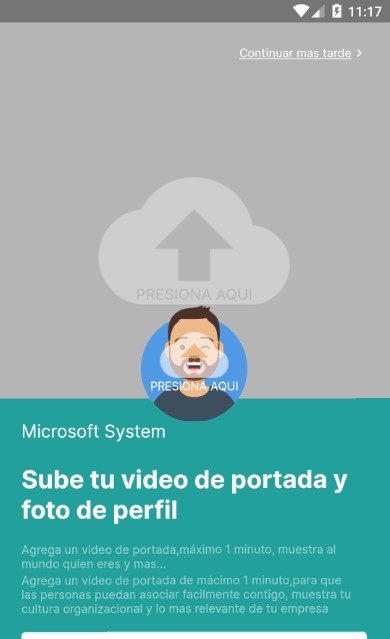 11:17
Continuar mas tarde
PRESIONA AQUI
PRESIONA AQUI
Microsoft System
Sube tu video de portada y
foto de perfil
Agrega un video de portada,máximo 1 minuto, muestra al
mundo quien eres y mas...
Agrega un video de portada de mácimo 1 minuto,para que
las personas puedan asociar facilmente contigo, muestra tu
cultura organizacional y lo mas relevante de tu empresa